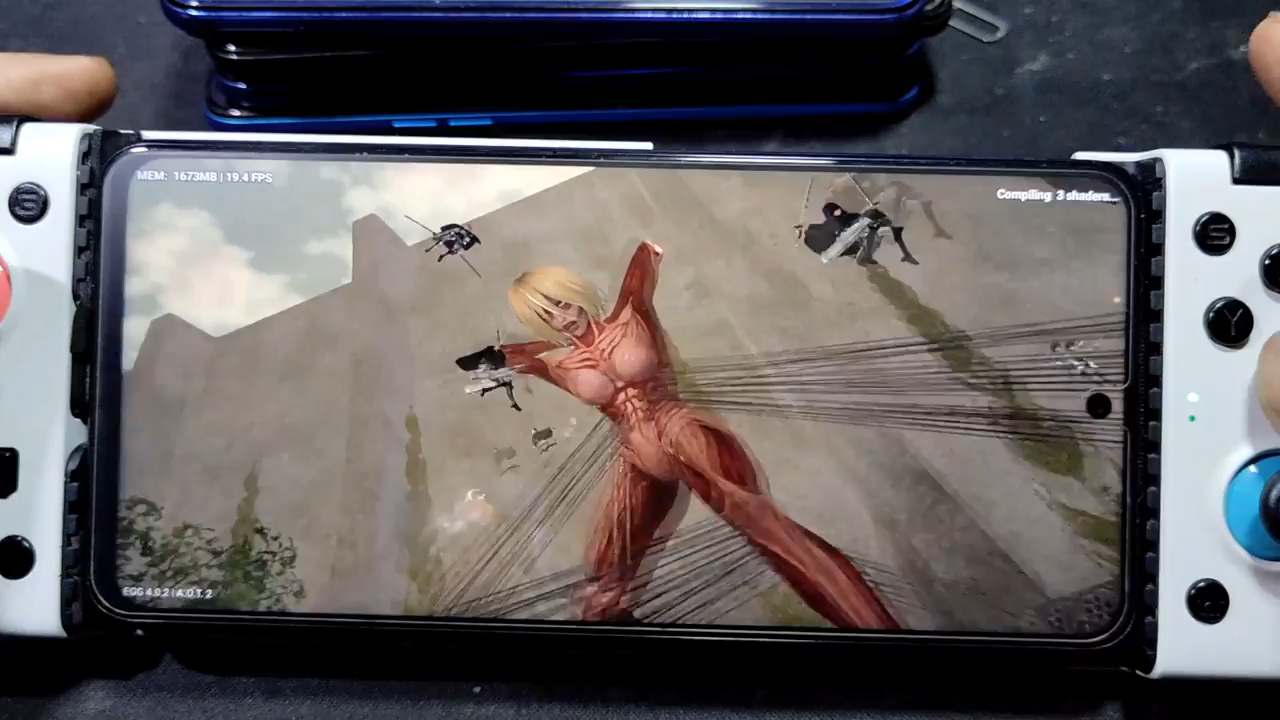 MEM: 1673MB | 19.4 FPS
Compiling 3 shaders...
S
Y
EGG 4.0.2 | A.O.T. 2